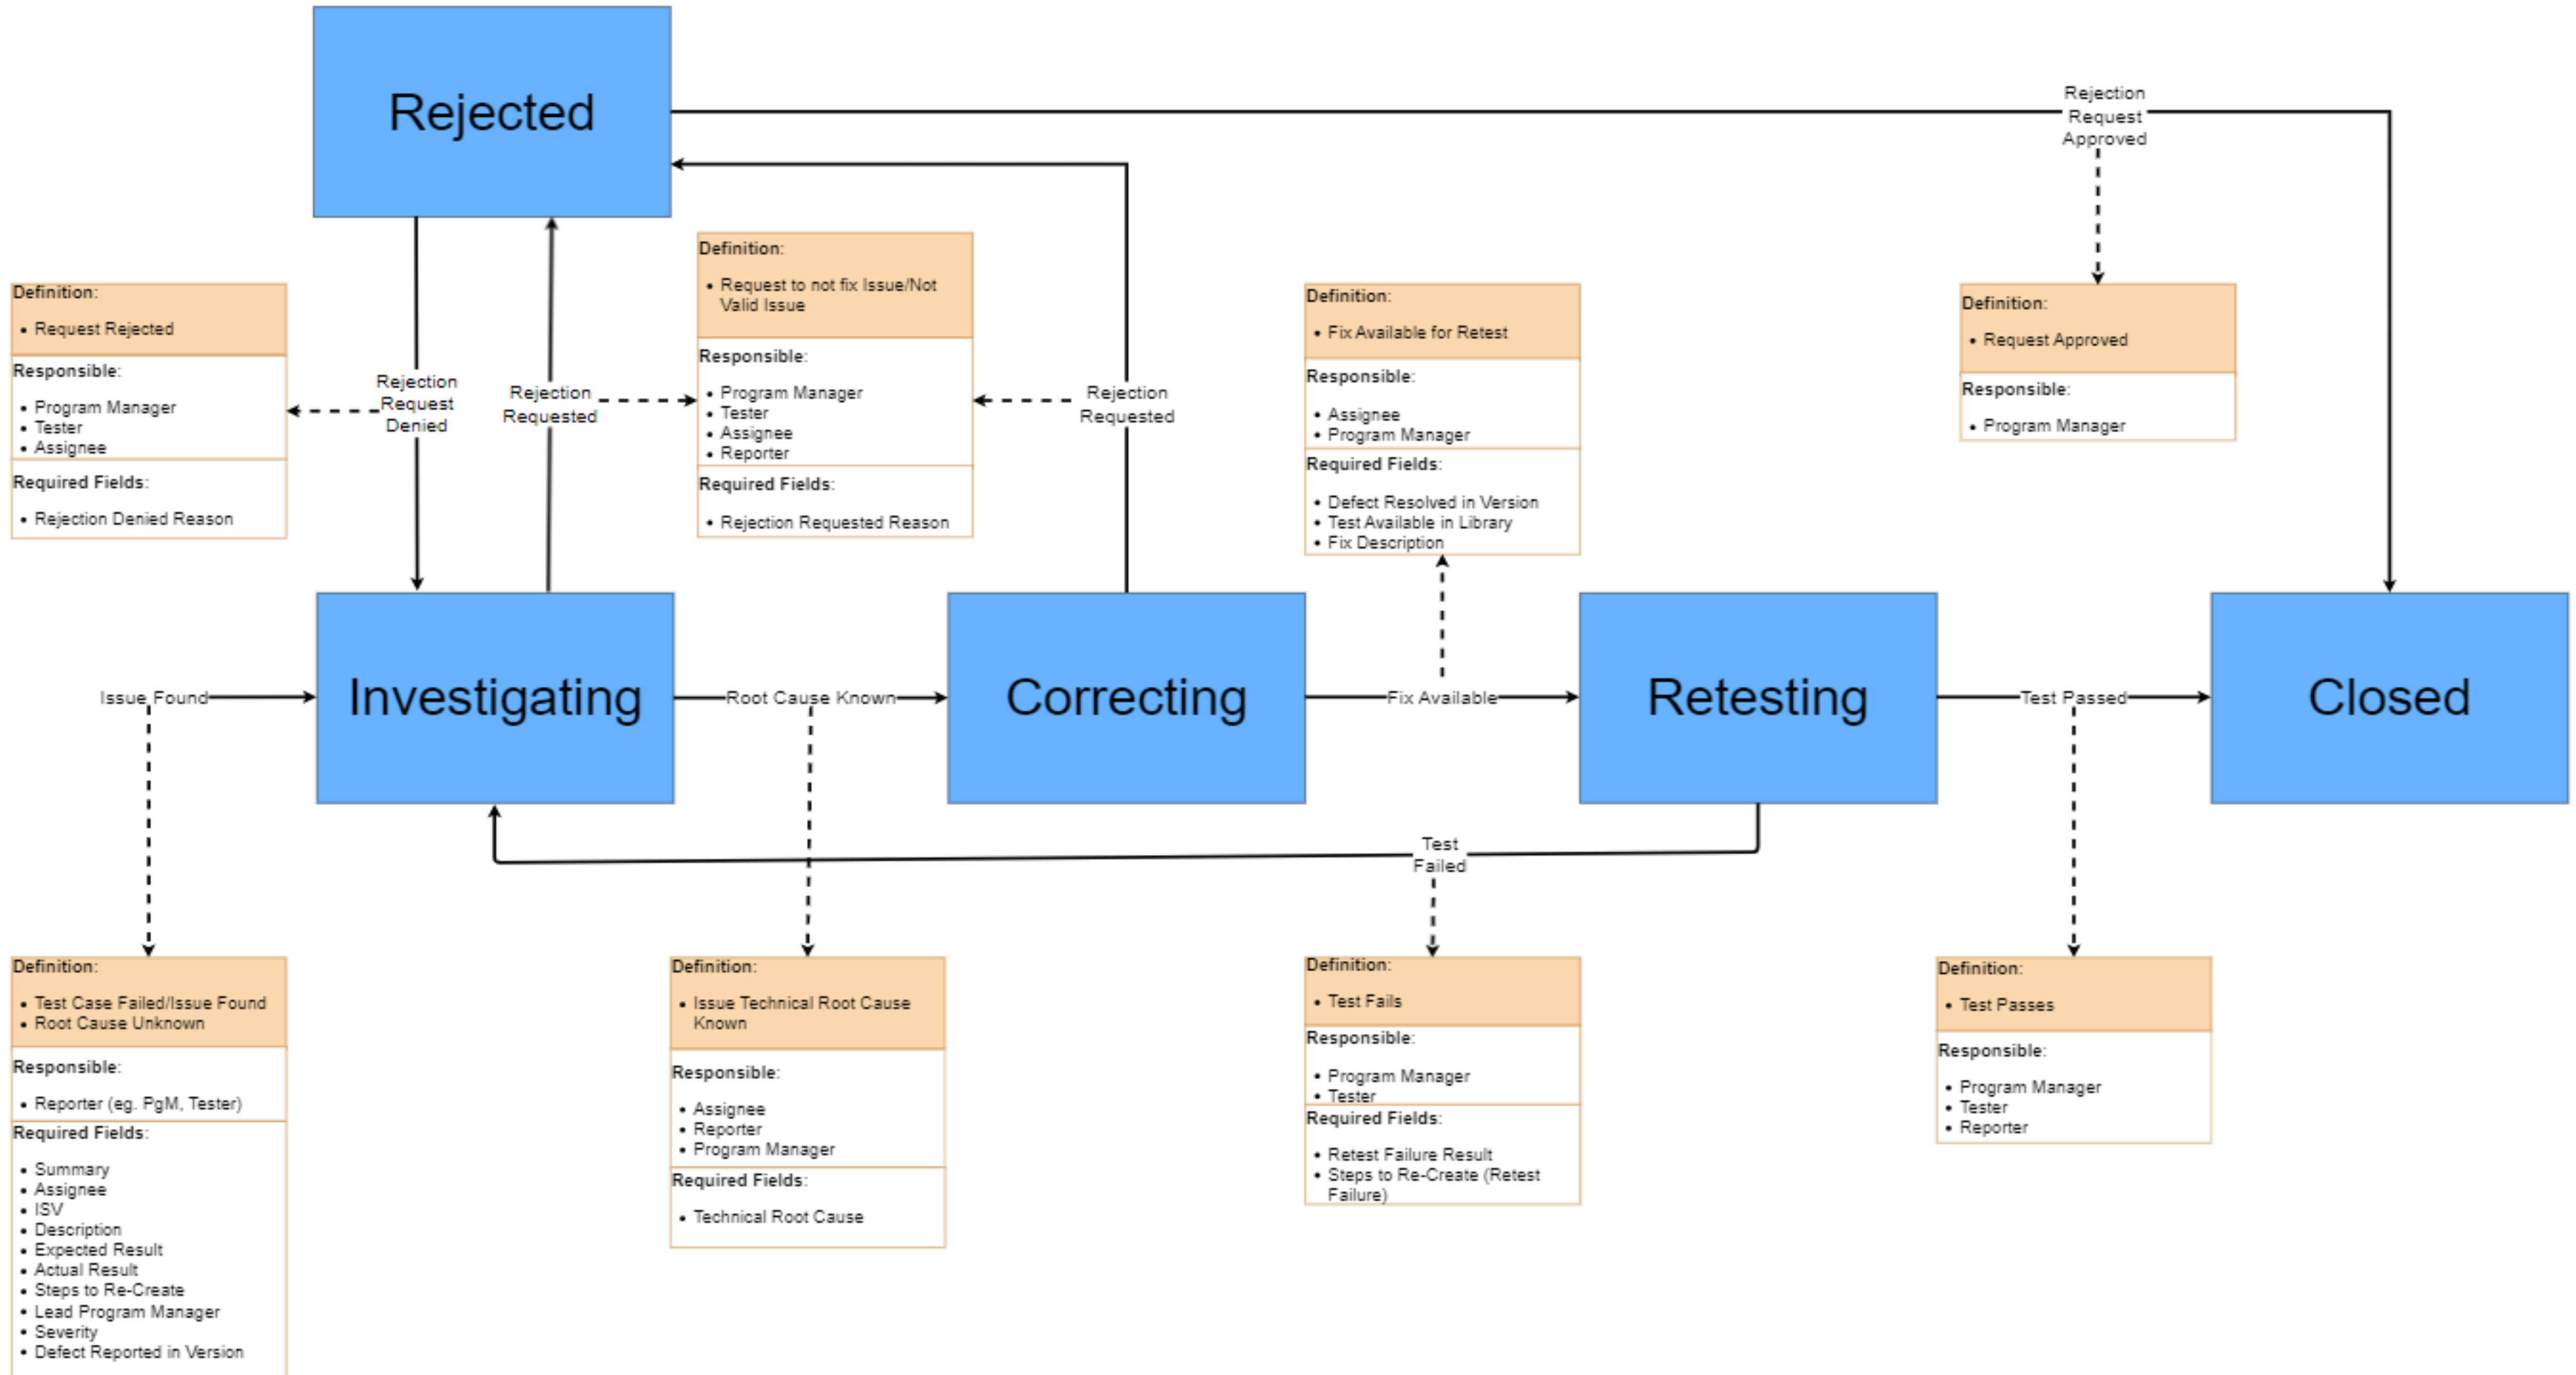 Rejected
Rejection
Request
Approved
Definition:
• Request Rejected
Responsible:
• Program Manager
• Tester
• Assignee
Required Fields:
• Rejection Denied Reason
Rejection
Request
Denied
Rejection
Requested
Definition:
• Request to not fix Issue/Not
Valid Issue
Responsible:
• Program Manager
• Tester
• Assignee
• Reporter
Required Fields:
• Rejection Requested Reason
Rejection
Requested
Definition:
• Fix Available for Retest
Responsible:
• Assignee
• Program Manager
Required Fields:
• Defect Resolved in Version
• Test Available in Library
• Fix Description
Definition:
• Request Approved
Responsible:
• Program Manager
Issue Found
Investigating
Root Cause Known
Correcting
Fix Available
Retesting
Test Passed
Closed
Test
Failed
Definition:
• Test Case Failed/Issue Found
• Root Cause Unknown
Responsible:
• Reporter (eg. PgM, Tester)
Required Fields:
• Summary
• Assignee
• ISV
• Description
• Expected Result
• Actual Result
• Steps to Re-Create
• Lead Program Manager
• Severity
• Defect Reported in Version
Definition:
• Issue Technical Root Cause
Known
Responsible:
• Assignee
• Reporter
• Program Manager
Required Fields:
• Technical Root Cause
Definition:
• Test Fails
Responsible:
• Program Manager
• Tester
Required Fields:
• Retest Failure Result
• Steps to Re-Create (Retest
Failure)
Definition:
• Test Passes
Responsible:
• Program Manager
• Tester
• Reporter